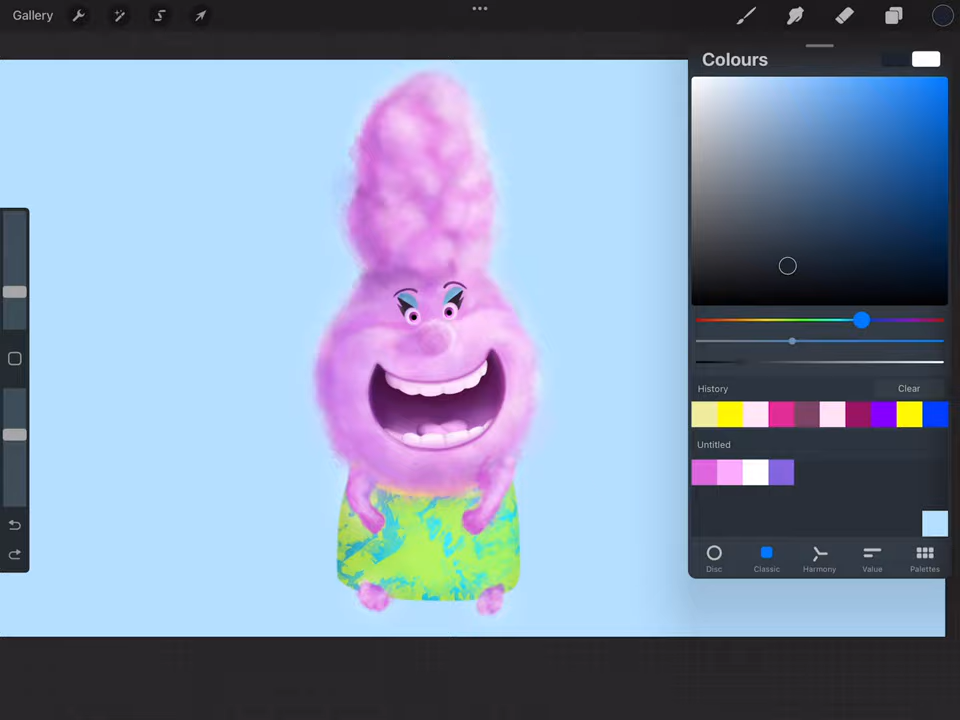 Gallery
Colours
History
Clear
Untitled
Disc
Classic
Harmony
Value
Palettes